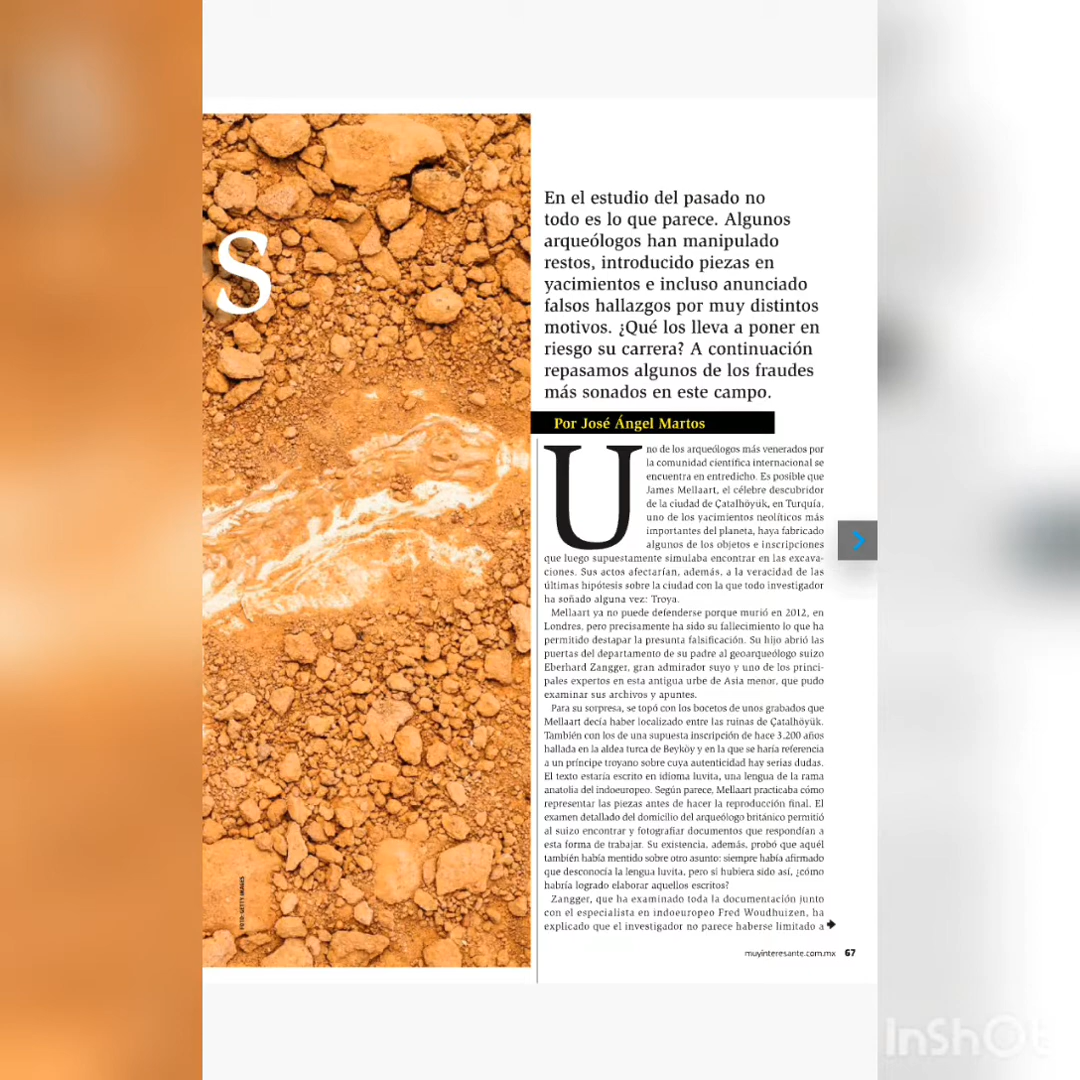 S
En el estudio del pasado no
todo es lo que parece. Algunos
arqueólogos han manipulado
restos, introducido piezas en
yacimientos e incluso anunciado
falsos hallazgos por muy distintos
motivos. ¿Qué los lleva a poner en
riesgo su carrera? A continuación
repasamos algunos de los fraudes
más sonados en este campo.
Por José Ángel Martos
Uno de los arqueólogos más venerados por
la comunidad científica internacional se
encuentra en entredicho. Es posible que
James Mellaart, el célebre descubridor
de la ciudad de Çatalhöyük, en Turquía,
uno de los yacimientos neolíticos más
importantes del planeta, haya fabricado
algunos de los objetos e inscripciones
que luego supuestamente simulaba encontrar en las excava-
ciones. Sus actos afectarían, además, a la veracidad de las
últimas hipótesis sobre la ciudad con la que todo investigador
ha soñado alguna vez: Troya.
Mellaart ya no puede defenderse porque murió en 2012, en
Londres, pero precisamente ha sido su fallecimiento lo que ha
permitido destapar la presunta falsificación. Su hijo abrió las
puertas del departamento de su padre al geoarqueólogo suizo
Eberhard Zangger, gran admirador suyo y uno de los princi-
pales expertos en esta antigua urbe de Asia menor, que pudo
examinar sus archivos y apuntes.
Para su sorpresa, se topó con los bocetos de unos grabados que
Mellaart decía haber localizado entre las ruinas de Çatalhöyük.
También con los de una supuesta inscripción de hace 3.200 años
hallada en la aldea turca de Beyköy y en la que se haría referencia
a un príncipe troyano sobre cuya autenticidad hay serias dudas.
El texto estaría escrito en idioma luvita, una lengua de la rama
anatolia del indoeuropeo. Según parece, Mellaart practicaba cómo
representar las piezas antes de hacer la reproducción final. El
examen detallado del domicilio del arqueólogo británico permitió
al suizo encontrar y fotografiar documentos que respondían a
esta forma de trabajar. Su existencia, además, probó que aquél
también había mentido sobre otro asunto: siempre había afirmado
que desconocía la lengua luvita, pero si hubiera sido así, ¿cómo
habría logrado elaborar aquellos escritos?
Zangger, que ha examinado toda la documentación junto
con el especialista en indoeuropeo Fred Woudhuizen, ha
explicado que el investigador no parece haberse limitado a
FOTO: GETTY IMAGES
muyinteresante.com.mx 67
InShOt